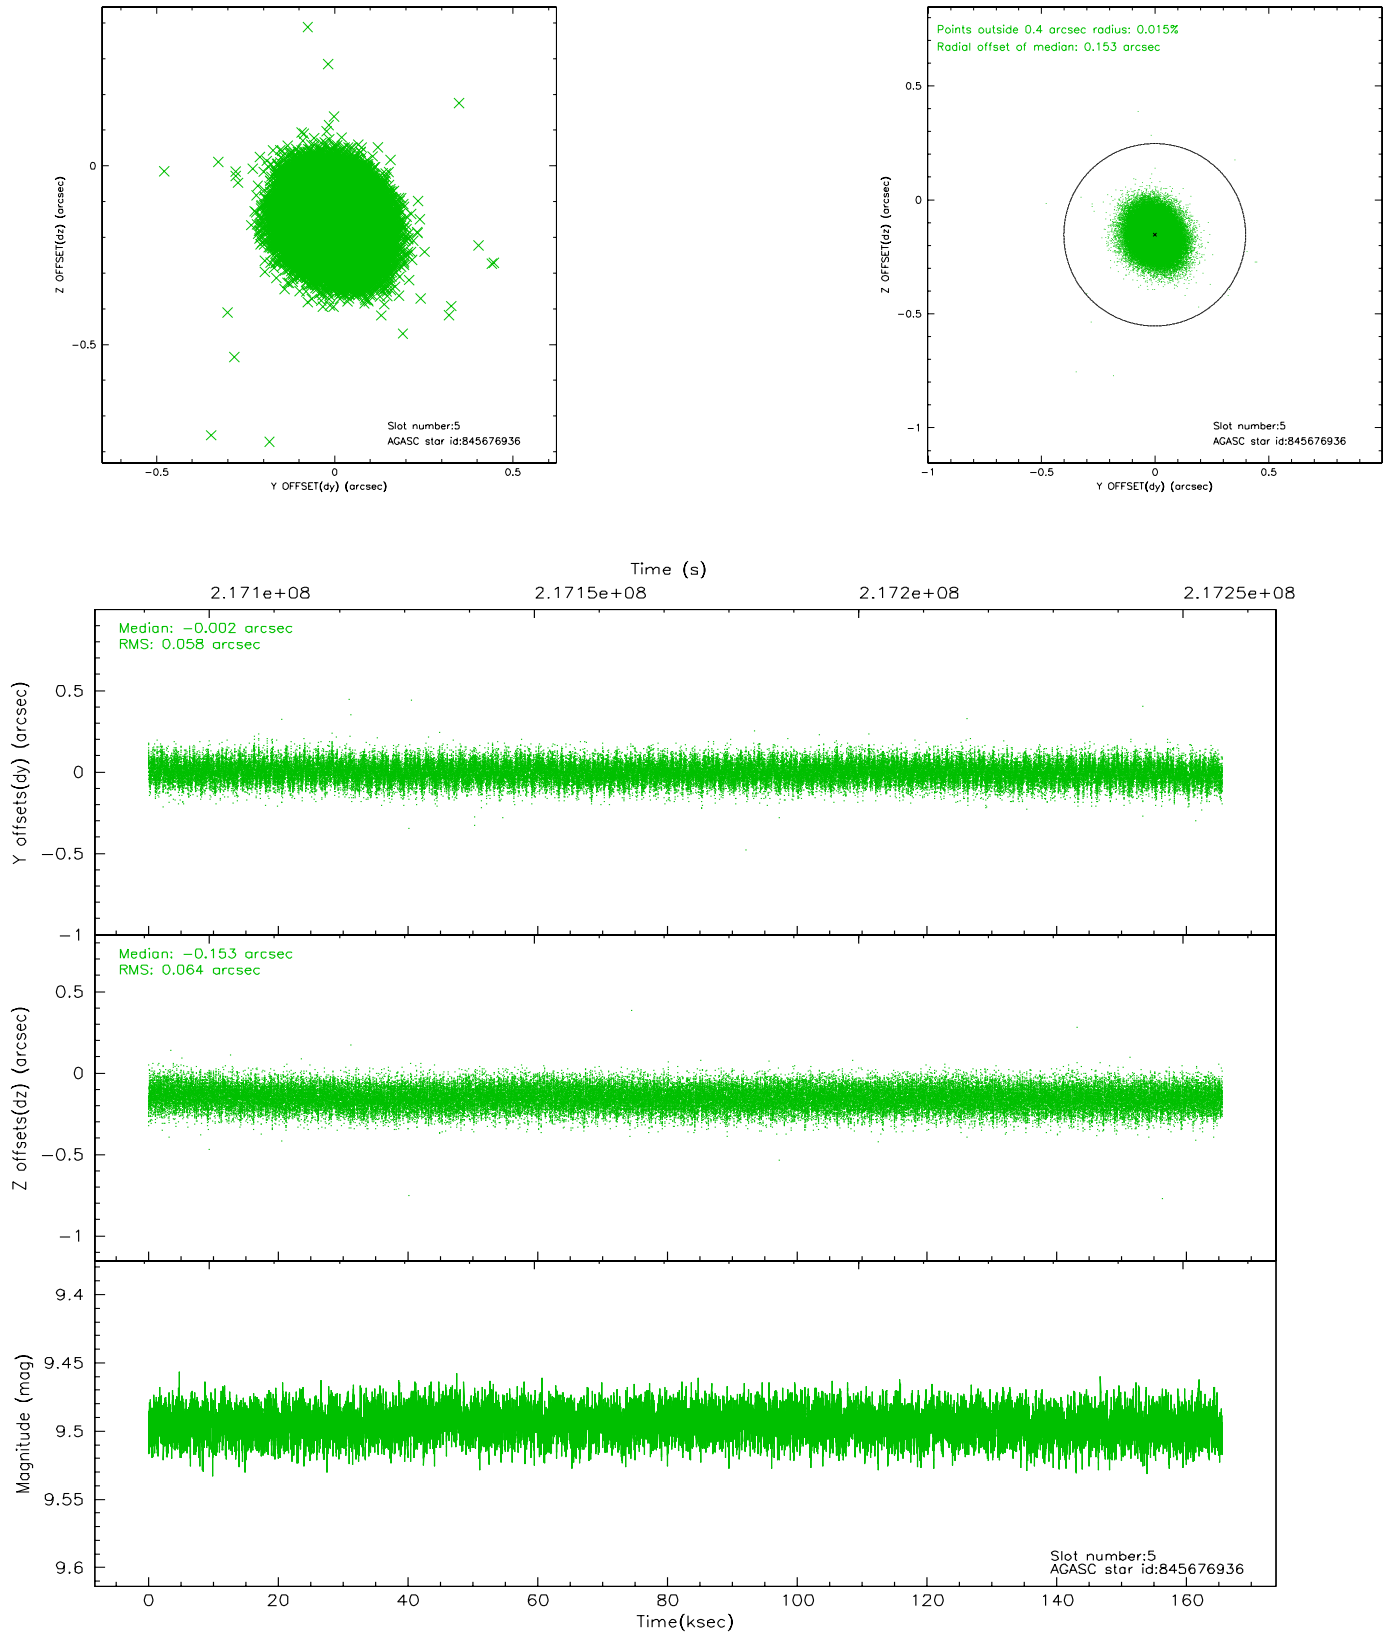 0
−0.5
Z OFFSET(dz) (arcsec)
Slot number:5
AGASC star id:845676936
−0.5
0
0.5
Y OFFSET(dy) (arcsec)
Points outside 0.4 arcsec radius: 0.015%
Radial offset of median: 0.153 arcsec
0.5
0
−0.5
−1
Z OFFSET(dz) (arcsec)
Slot number:5
AGASC star id:845676936
−1
−0.5
0
0.5
Y OFFSET(dy) (arcsec)
Time (s)
2.171e+08
2.1715e+08
2.172e+08
2.1725e+08
Median: −0.002 arcsec
RMS: 0.058 arcsec
0.5
0
−0.5
−1
Y offsets(dy) (arcsec)
Median: −0.153 arcsec
RMS: 0.064 arcsec
0.5
0
−0.5
−1
Z offsets(dz) (arcsec)
9.4
9.45
9.5
9.55
9.6
Magnitude (mag)
Slot number:5
AGASC star id:845676936
0
20
40
60
80
100
120
140
160
Time(ksec)